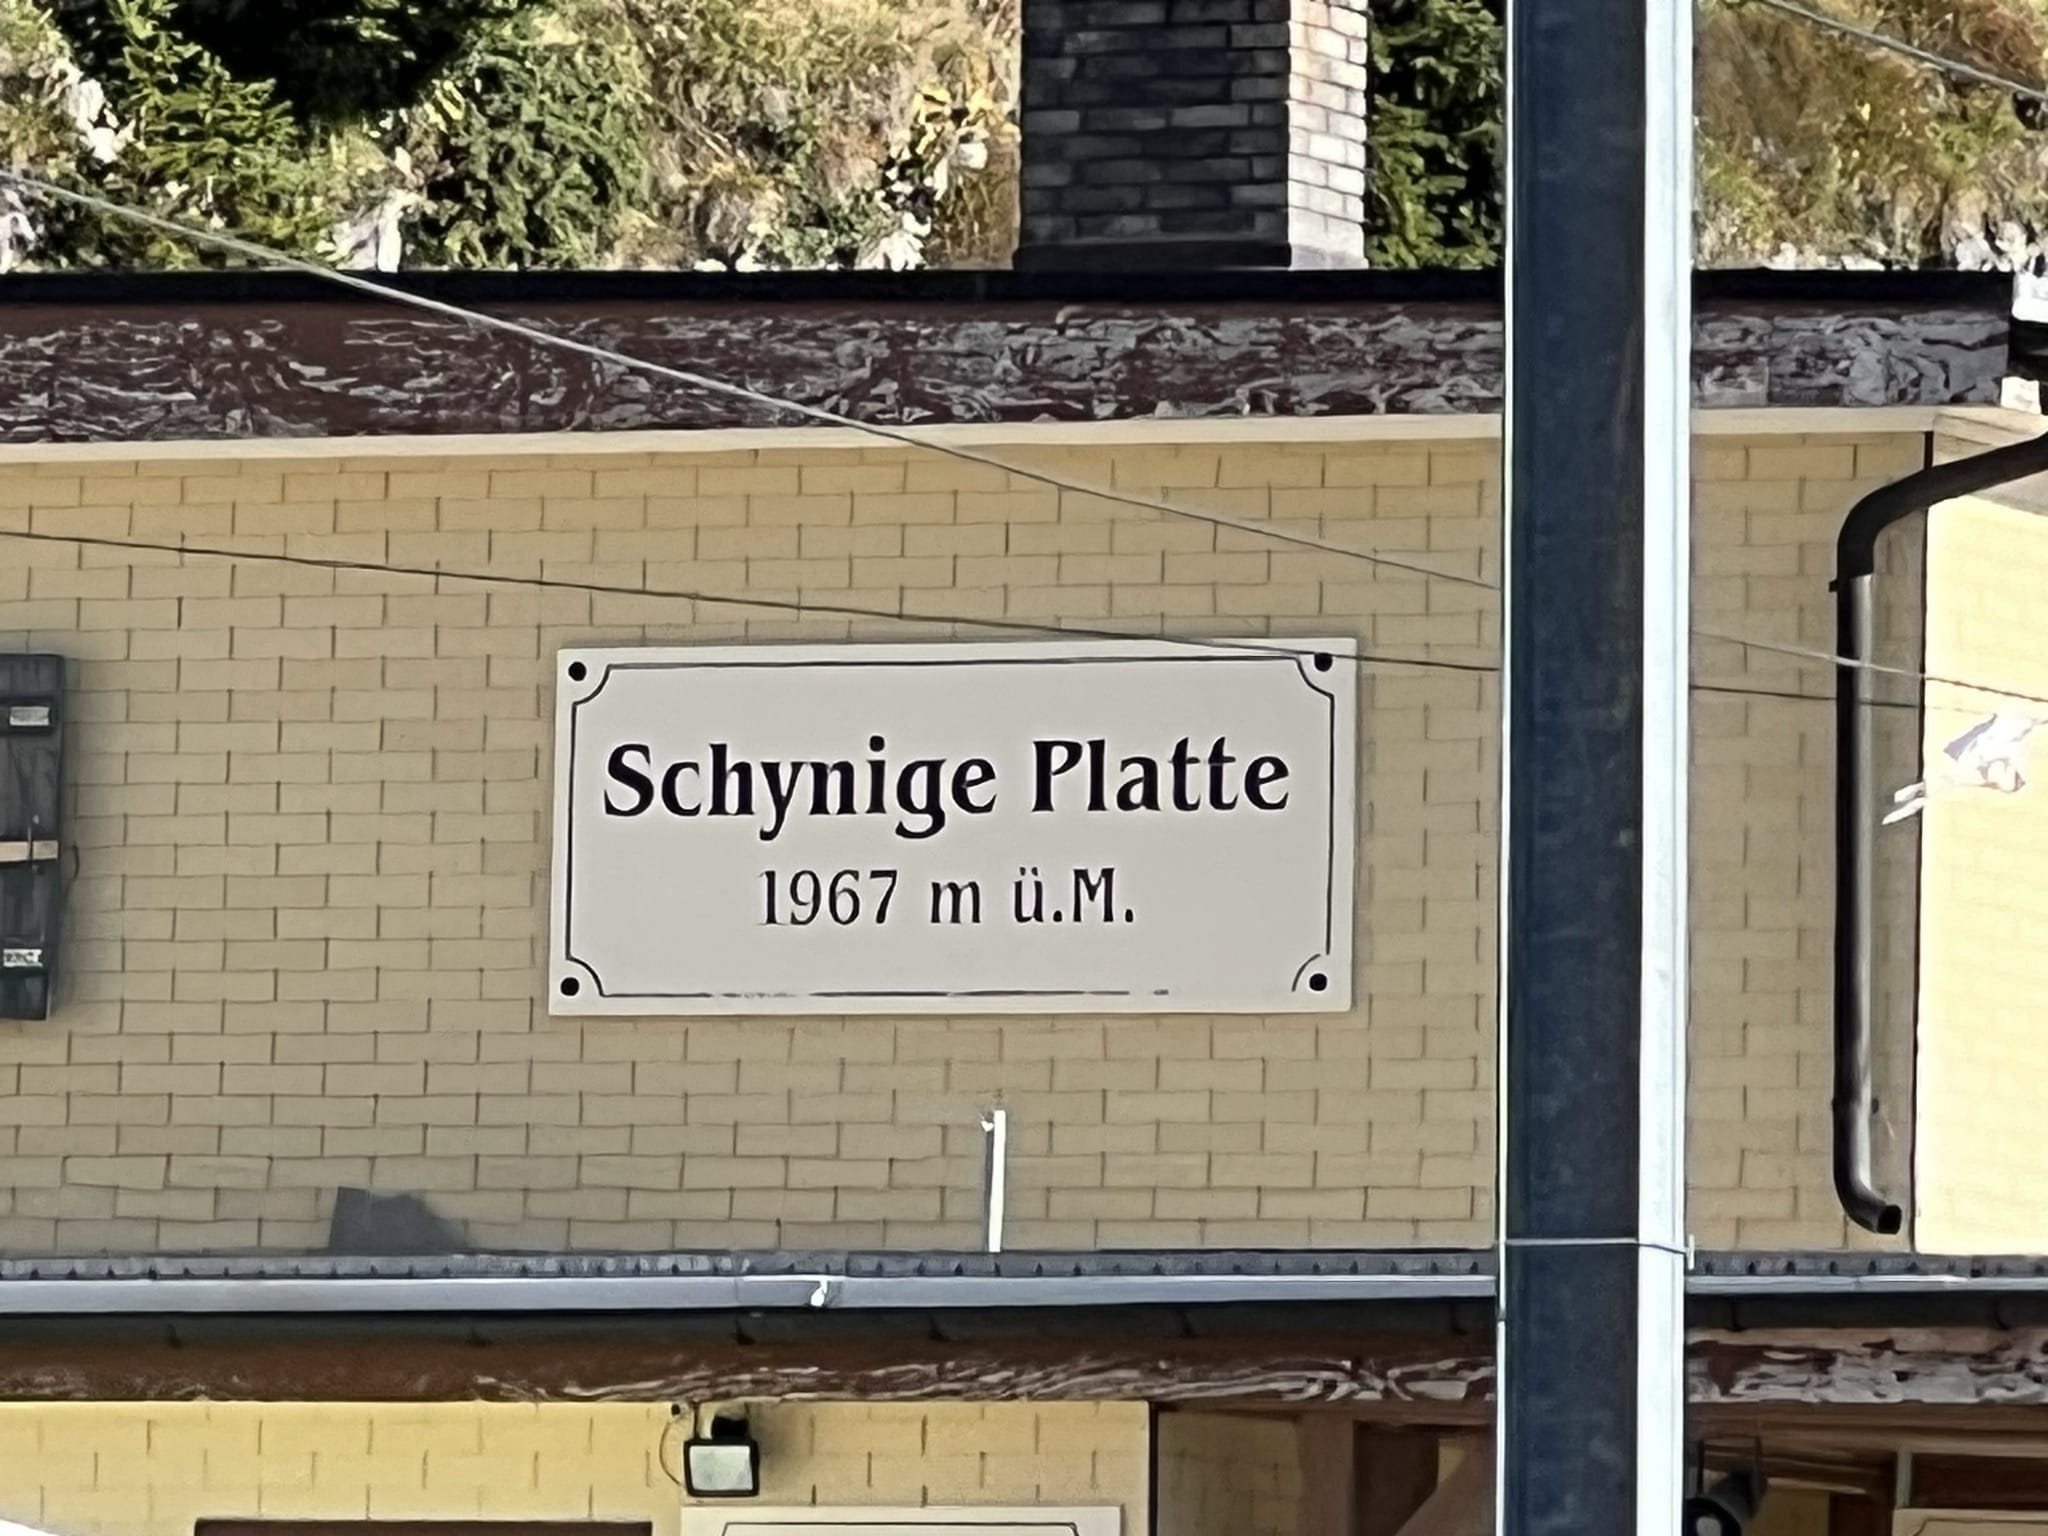 Schynige Platte
1967 m ü.M.